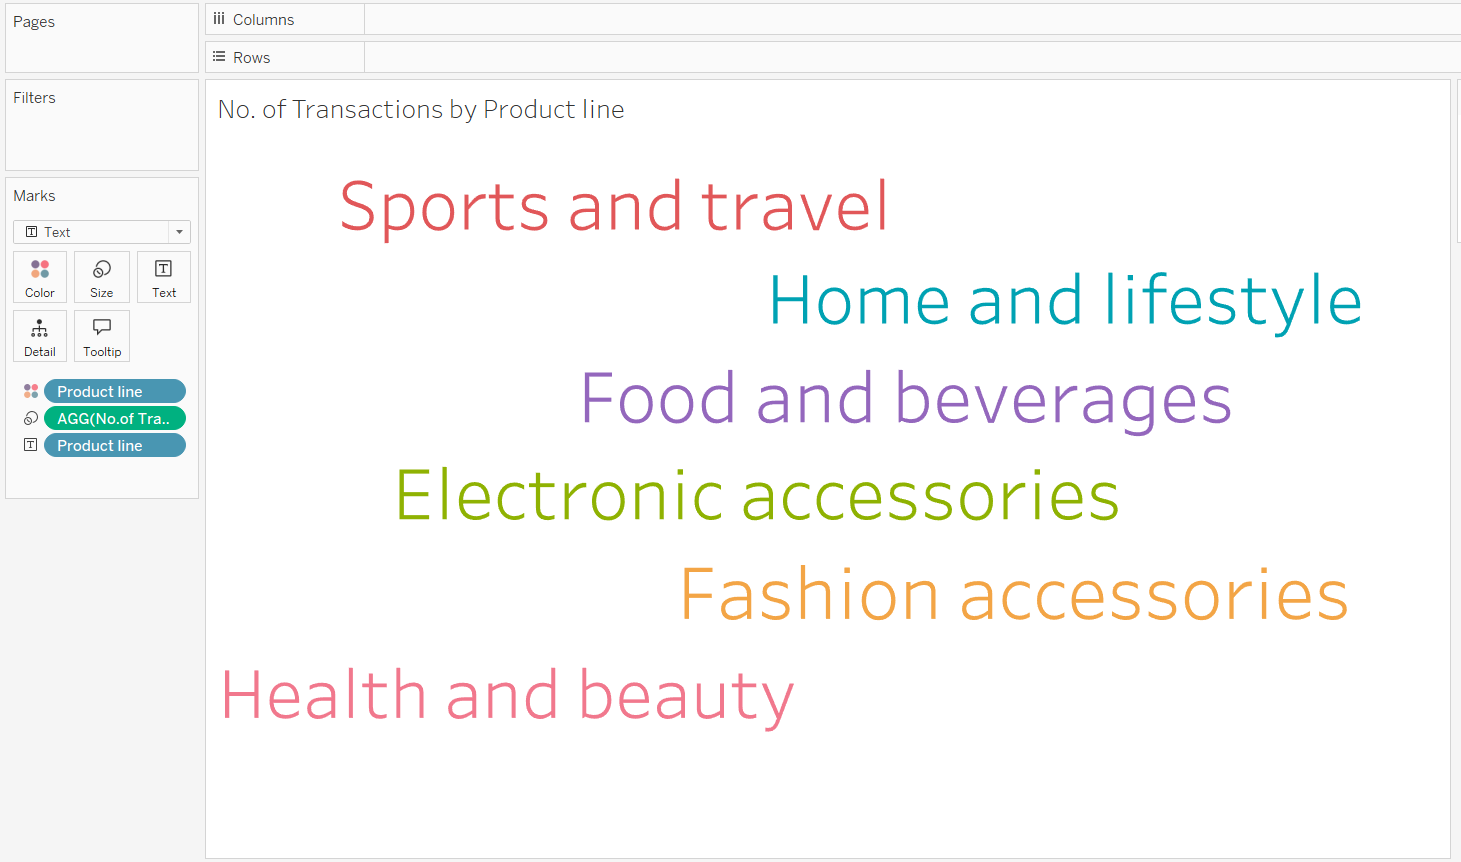 Pages
Columns
Rows
Filters
No. of Transactions by Product line
Marks
Text
Color
Size
Text
Detail
Tooltip
Product line
AGG(No.of Tra..
Product line
Sports and travel
Home and lifestyle
Food and beverages
Electronic accessories
Fashion accessories
Health and beauty